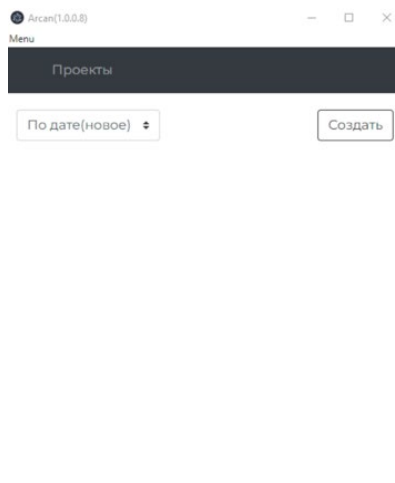 Arcan(1.0.0.8)
Menu
Проекты
По дате(новое)
Создать